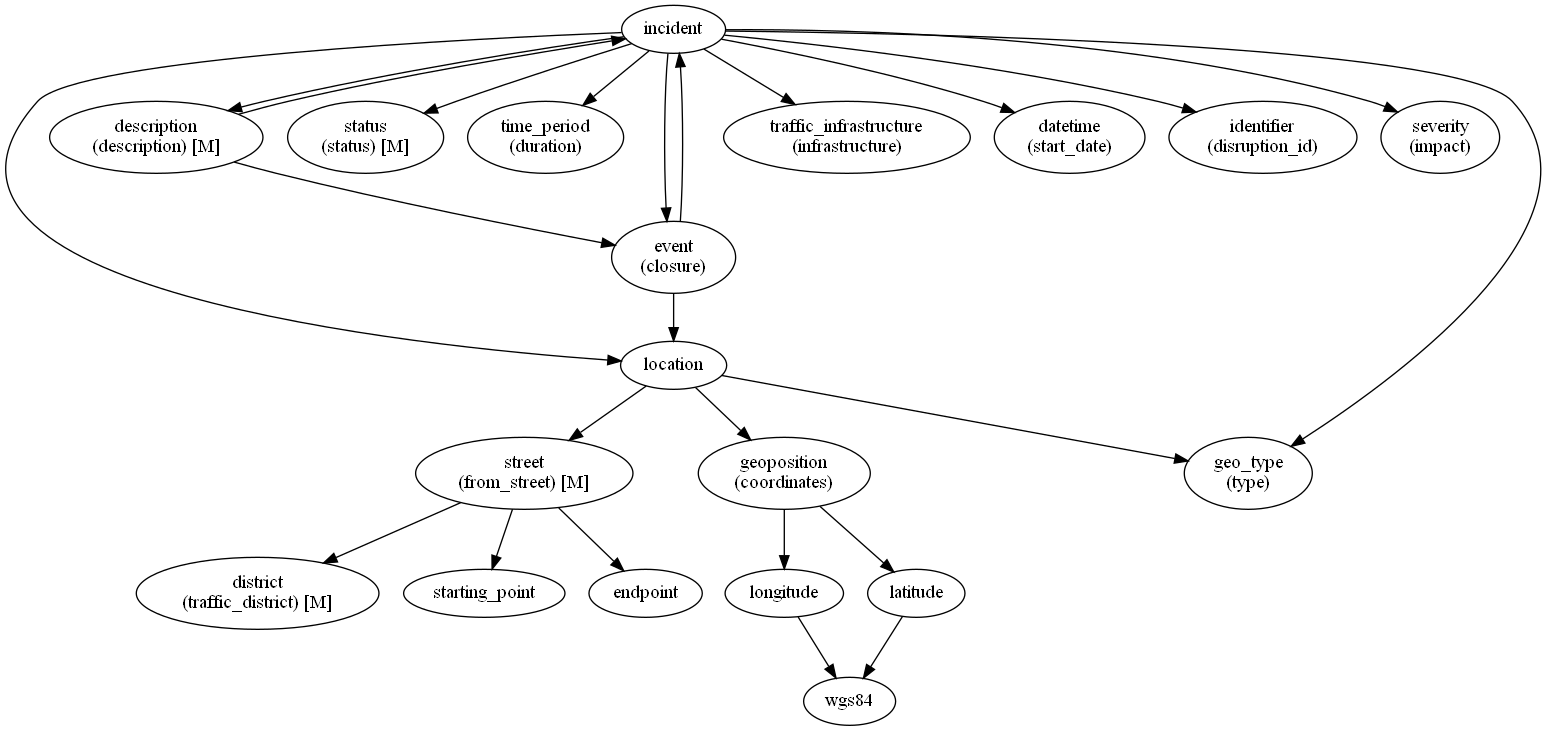 incident
description
(description) [M]
status
(status) [M]
time_period
(duration)
traffic_infrastructure
(infrastructure)
datetime
(start_date)
identifier
(disruption_id)
severity
(impact)
event
(closure)
location
street
(from_street) [M]
geoposition
(coordinates)
geo_type
(type)
district
(traffic_district) [M]
starting_point
endpoint
longitude
latitude
wgs84